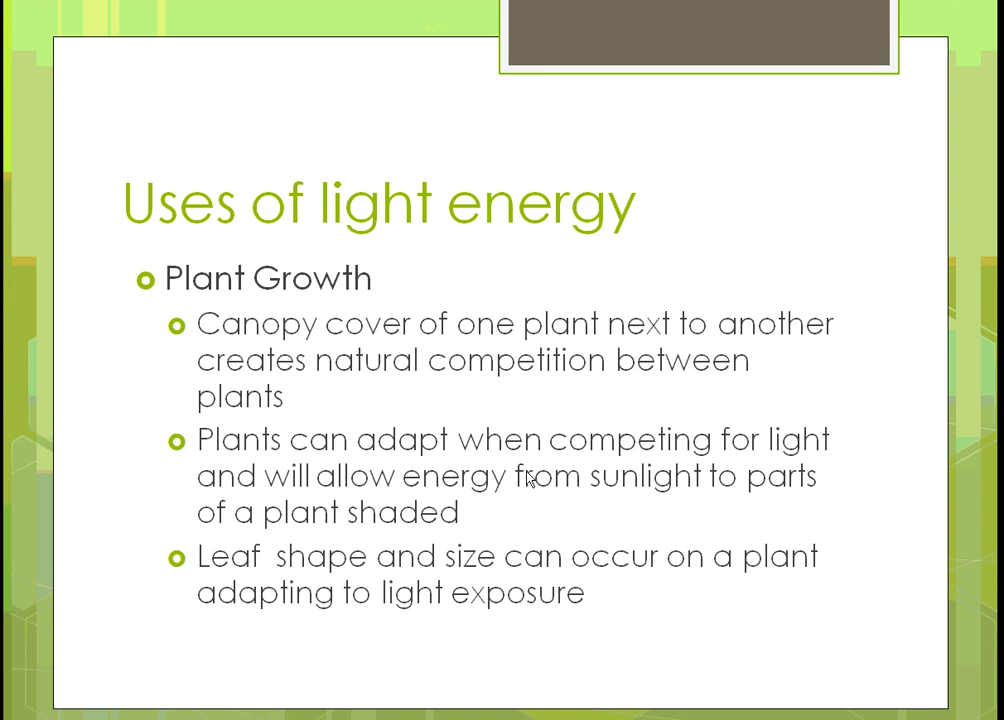 Uses of light energy
Plant Growth
Canopy cover of one plant next to another
creates natural competition between
plants
Plants can adapt when competing for light
and will allow energy from sunlight to parts
of a plant shaded
Leaf shape and size can occur on a plant
adapting to light exposure